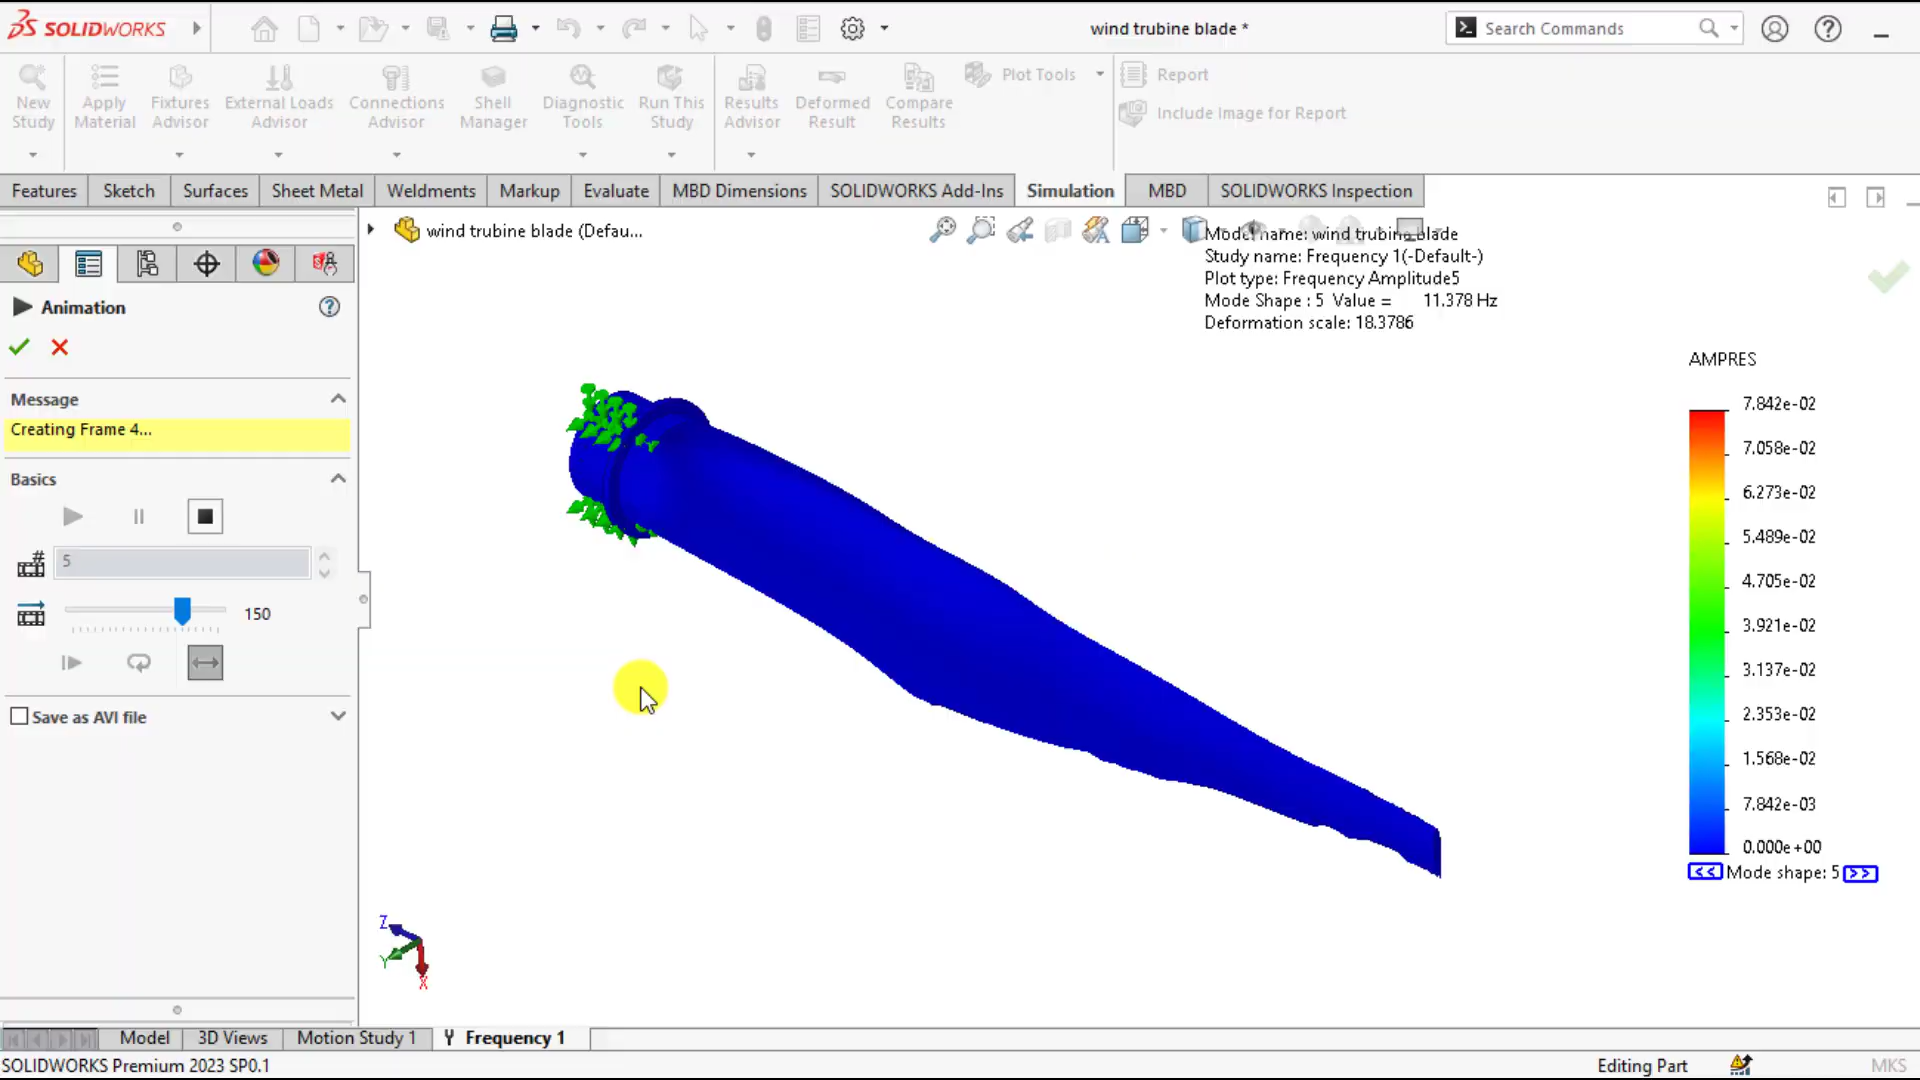 SOLIDWORKS
wind trubine blade *
Search Commands
New Study
Apply Material
Fixtures Advisor
External Loads Advisor
Connections Advisor
Shell Manager
Diagnostic Tools
Run This Study
Results Advisor
Deformed Result
Compare Results
Plot Tools
Report
Include Image for Report
Features
Sketch
Surfaces
Sheet Metal
Weldments
Markup
Evaluate
MBD Dimensions
SOLIDWORKS Add-Ins
Simulation
MBD
SOLIDWORKS Inspection
wind trubine blade (Defau...
Model name: wind trubine blade
Study name: Frequency 1(-Default-)
Plot type: Frequency Amplitude5
Mode Shape : 5 Value = 11.378 Hz
Deformation scale: 18.3786
Animation
Message
Creating Frame 4...
Basics
5
150
Save as AVI file
AMPRES
7.842e-02
7.058e-02
6.273e-02
5.489e-02
4.705e-02
3.921e-02
3.137e-02
2.353e-02
1.568e-02
7.842e-03
0.000e+00
<< Mode shape: 5 >>
Z
Y
X
Model
3D Views
Motion Study 1
Frequency 1
SOLIDWORKS Premium 2023 SP0.1
Editing Part
MKS